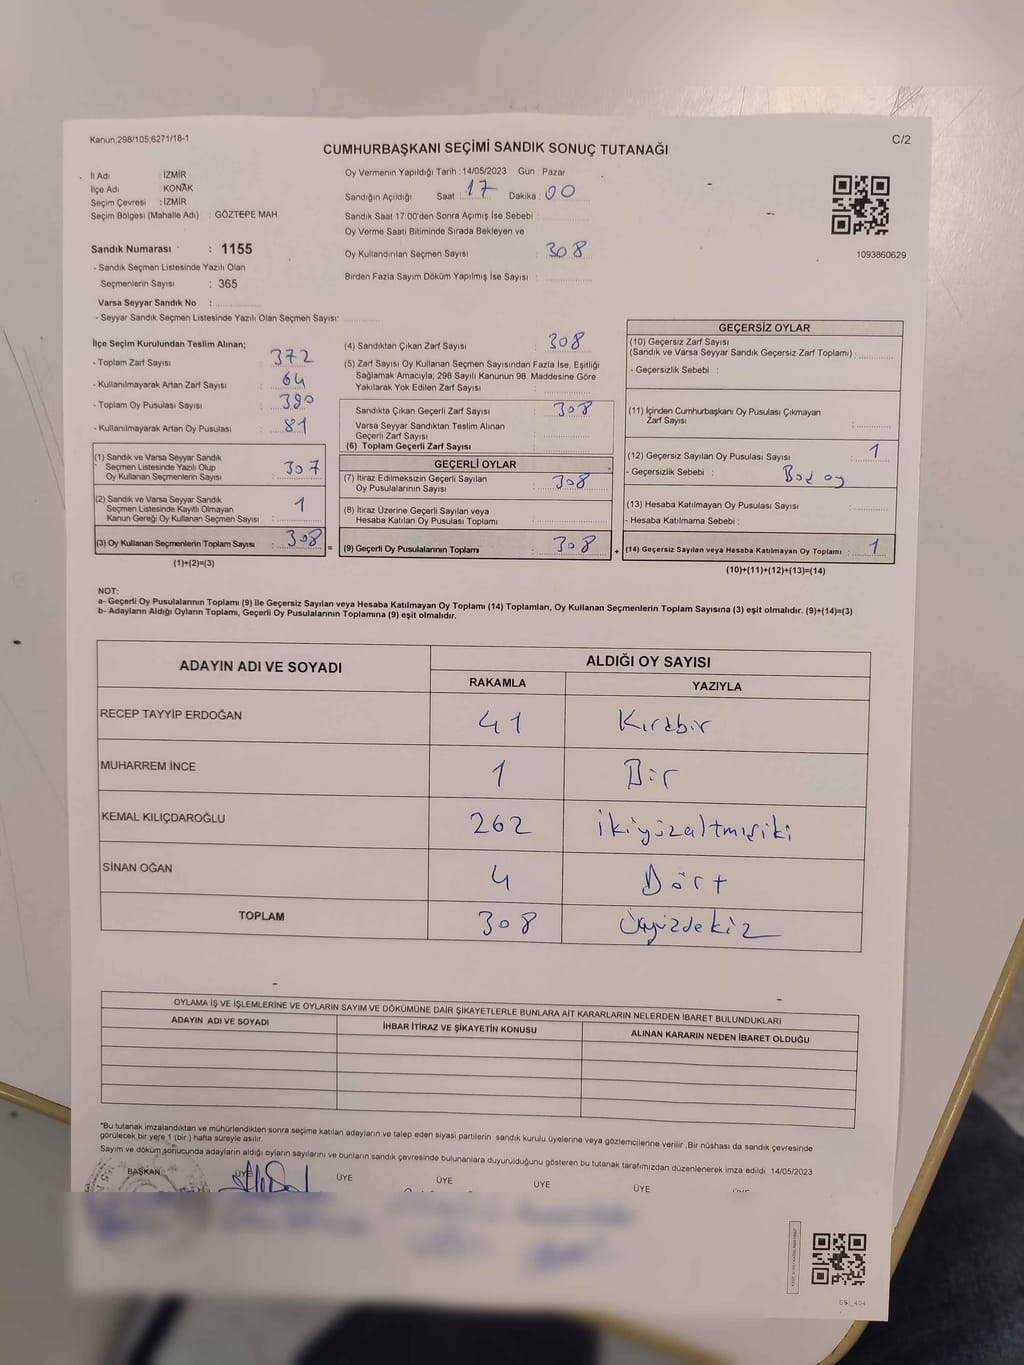 Kanun;298/105,6271/18-1
C/2
CUMHURBAŞKANI SEÇİMİ SANDIK SONUÇ TUTANAĞI
İl Adı : İZMİR
İlçe Adı : KONAK
Seçim Çevresi : İZMİR
Seçim Bölgesi (Mahalle Adı) : GÖZTEPE MAH.
Sandık Numarası : 1155
- Sandık Seçmen Listesinde Yazılı Olan
Seçmenlerin Sayısı : 365
Varsa Seyyar Sandık No :
- Seyyar Sandık Seçmen Listesinde Yazılı Olan Seçmen Sayısı:
Oy Vermenin Yapıldığı Tarih : 14/05/2023 Gün Pazar
Sandığın Açıldığı Saat 17 Dakika : 00
Sandık Saat 17:00'den Sonra Açımış İse Sebebi :
Oy Verme Saati Bitiminde Sırada Bekleyen ve
Oy Kullandırılan Seçmen Sayısı : 308
Birden Fazla Sayım Döküm Yapılmış İse Sayısı :
1093860629
İlçe Seçim Kurulundan Teslim Alınan;
- Toplam Zarf Sayısı : 372
- Kullanılmayarak Artan Zarf Sayısı : 64
- Toplam Oy Pusulası Sayısı : 390
- Kullanılmayarak Artan Oy Pusulası : 81
(1) Sandık ve Varsa Seyyar Sandık
Seçmen Listesinde Yazılı Olup
Oy Kullanan Seçmenlerin Sayısı : 307
(2) Sandık ve Varsa Seyyar Sandık
Seçmen Listesinde Kayıtlı Olmayan
Kanun Gereği Oy Kullanan Seçmen Sayısı : 1
(3) Oy Kullanan Seçmenlerin Toplam Sayısı : 308
(1)+(2)=(3)
(4) Sandıktan Çıkan Zarf Sayısı : 308
(5) Zarf Sayısı Oy Kullanan Seçmen Sayısından Fazla İse, Eşitliği
Sağlamak Amacıyla; 298 Sayılı Kanunun 98. Maddesine Göre
Yakılarak Yok Edilen Zarf Sayısı :
Sandıkta Çıkan Geçerli Zarf Sayısı : 308
Varsa Seyyar Sandıktan Teslim Alınan
Geçerli Zarf Sayısı :
(6) Toplam Geçerli Zarf Sayısı
GEÇERLİ OYLAR
(7) İtiraz Edilmeksizin Geçerli Sayılan
Oy Pusulalarının Sayısı : 308
(8) İtiraz Üzerine Geçerli Sayılan veya
Hesaba Katılan Oy Pusulası Toplamı :
= (9) Geçerli Oy Pusulalarının Toplamı : 308
GEÇERSİZ OYLAR
(10) Geçersiz Zarf Sayısı
(Sandık ve Varsa Seyyar Sandık Geçersiz Zarf Toplamı) :
- Geçersizlik Sebebi :
(11) İçinden Cumhurbaşkanı Oy Pusulası Çıkmayan
Zarf Sayısı :
(12) Geçersiz Sayılan Oy Pusulası Sayısı : 1
- Geçersizlik Sebebi : Boş oy
(13) Hesaba Katılmayan Oy Pusulası Sayısı :
- Hesaba Katılmama Sebebi :
+ (14) Geçersiz Sayılan veya Hesaba Katılmayan Oy Toplamı : 1
(10)+(11)+(12)+(13)=(14)
NOT:
a- Geçerli Oy Pusulalarının Toplamı (9) ile Geçersiz Sayılan veya Hesaba Katılmayan Oy Toplamı (14) Toplamları, Oy Kullanan Seçmenlerin Toplam Sayısına (3) eşit olmalıdır. (9)+(14)=(3)
b- Adayların Aldığı Oyların Toplamı, Geçerli Oy Pusulalarının Toplamına (9) eşit olmalıdır.
ADAYIN ADI VE SOYADI ALDIĞI OY SAYISI
RAKAMLA YAZIYLA
RECEP TAYYİP ERDOĞAN 41 Kırkbir
MUHARREM İNCE 1 Bir
KEMAL KILIÇDAROĞLU 262 ikiyüzaltmışiki
SİNAN OĞAN 4 Dört
TOPLAM 308
OYLAMA İŞ VE İŞLEMLERİNE VE OYLARIN SAYIM VE DÖKÜMÜNE DAİR ŞİKAYETLERLE BUNLARA AİT KARARLARIN NELERDEN İBARET BULUNDUKLARI
ADAYIN ADI VE SOYADI İHBAR İTİRAZ VE ŞİKAYETİN KONUSU ALINAN KARARIN NEDEN İBARET OLDUĞU
*Bu tutanak imzalandıktan ve mühürlendikten sonra seçime katılan adayların ve talep eden siyasi partilerin sandık kurulu üyelerine veya gözlemcilerine verilir. Bir nüshası da sandık çevresinde
görülecek bir yere 1 (bir) hafta süreyle asılır.
Sayım ve döküm sonucunda adayların aldığı oyların sayılarını ve bunların sandık çevresinde bulunanlara duyurulduğunu gösteren bu tutanak tarafımızdan düzenlenerek imza edildi. 14/05/2023
BAŞKAN ÜYE ÜYE ÜYE ÜYE ÜYE